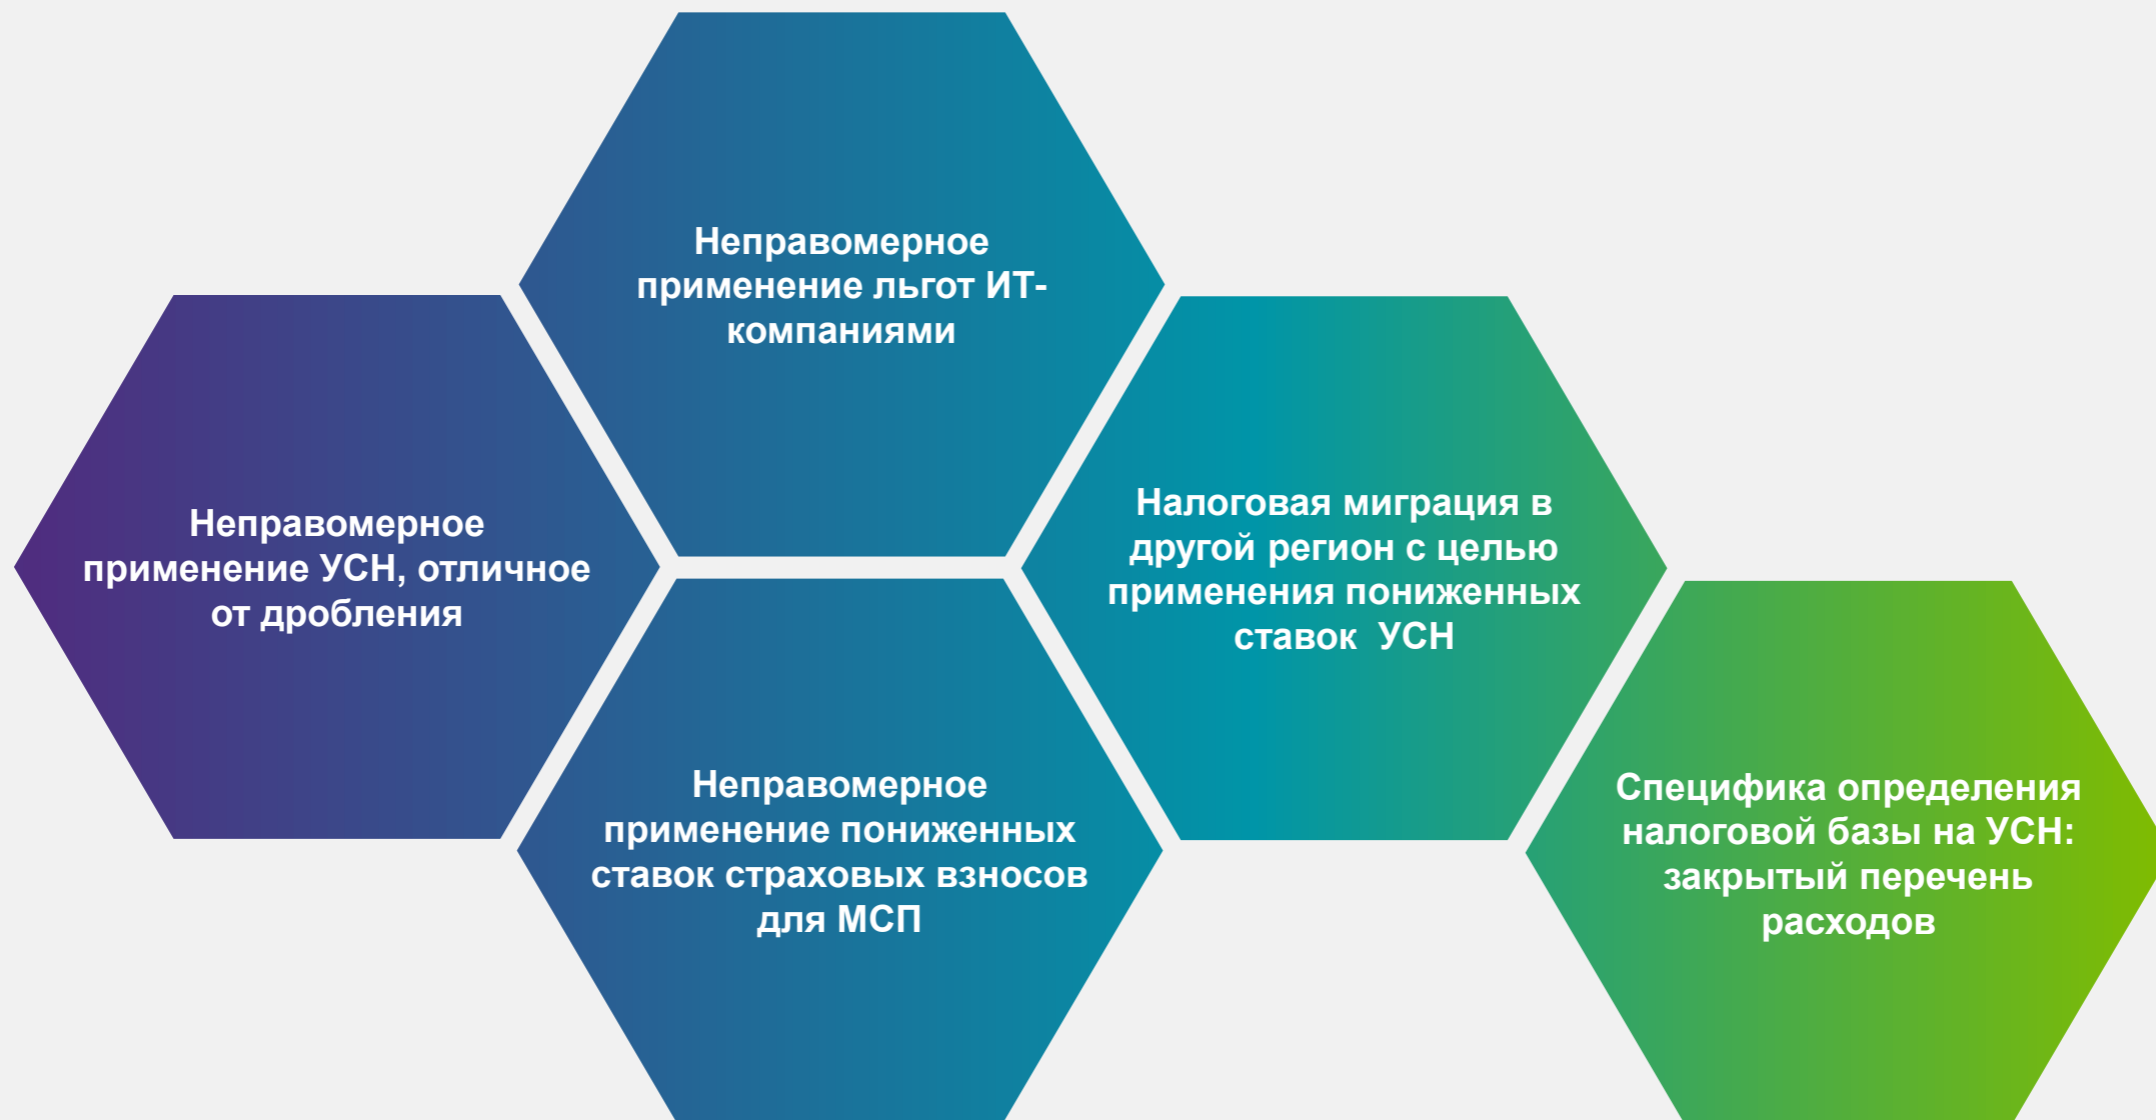 Неправомерное
применение льгот ИТ-
компаниями
Неправомерное
применение УСН, отличное
от дробления
Налоговая миграция в
другой регион с целью
применения пониженных
ставок  УСН
Неправомерное
применение пониженных
ставок страховых взносов
для МСП
Специфика определения
налоговой базы на УСН:
закрытый перечень
расходов